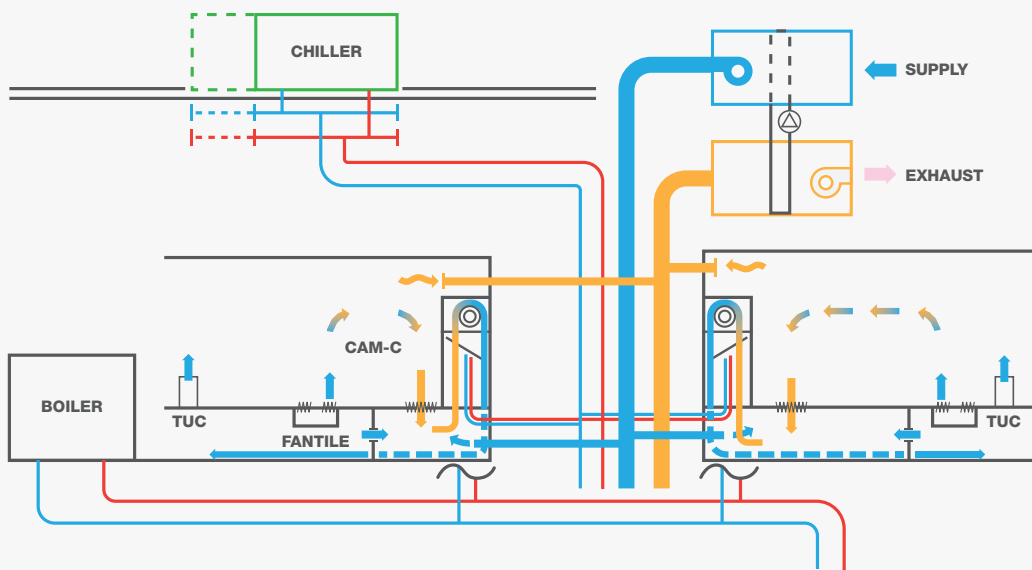 CHILLER
SUPPLY
EXHAUST
CAM-C
BOILER
TUC
FANTILE
TUC